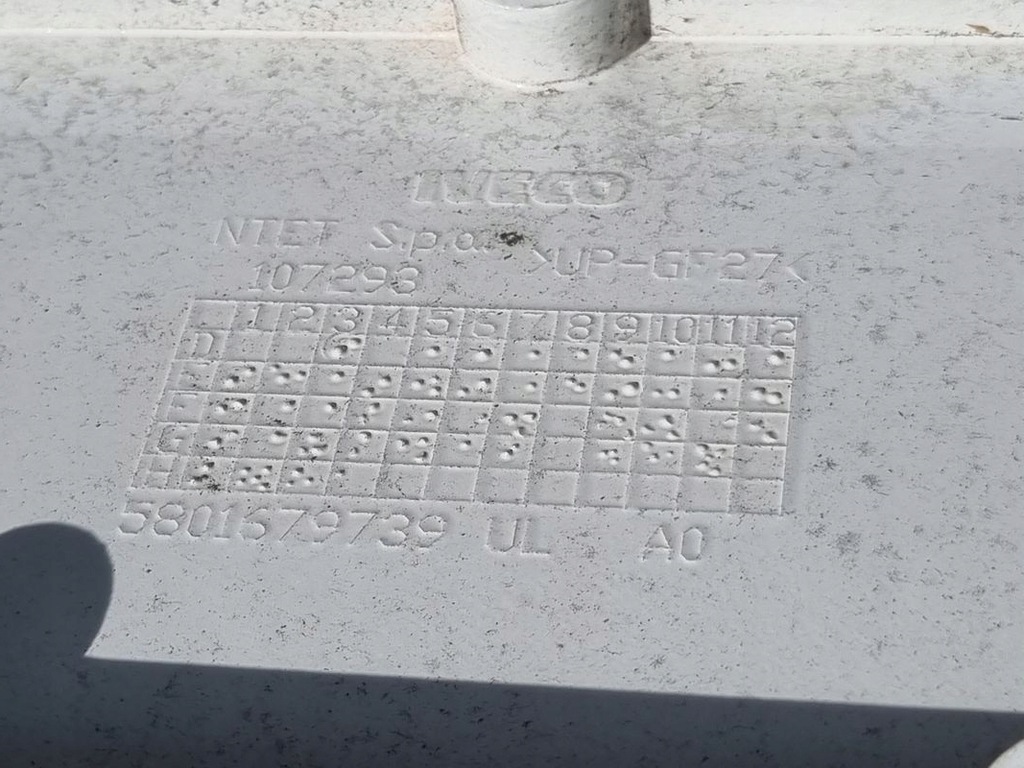 IVECO
NTET S.p.a. >UP-GF27<
107293
1 2 3 4 5 6 7 8 9 10 11 12
D
E
F
G
H
5801579739 UL A0